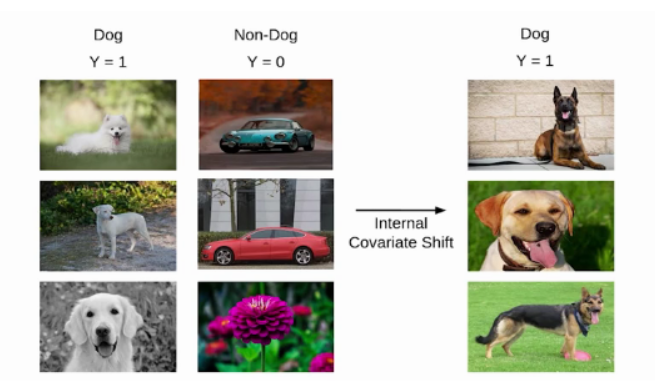 Dog
Y = 1
Non-Dog
Y = 0
Internal
Covariate Shift
Dog
Y = 1